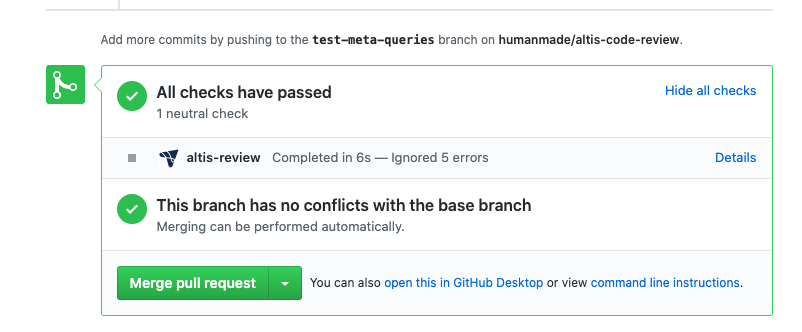 Add more commits by pushing to the test-meta-queries branch on humanmade/altis-code-review.
All checks have passed
Hide all checks
1 neutral check
altis-review Completed in 6s — Ignored 5 errors
Details
This branch has no conflicts with the base branch
Merging can be performed automatically.
Merge pull request
You can also open this in GitHub Desktop or view command line instructions.